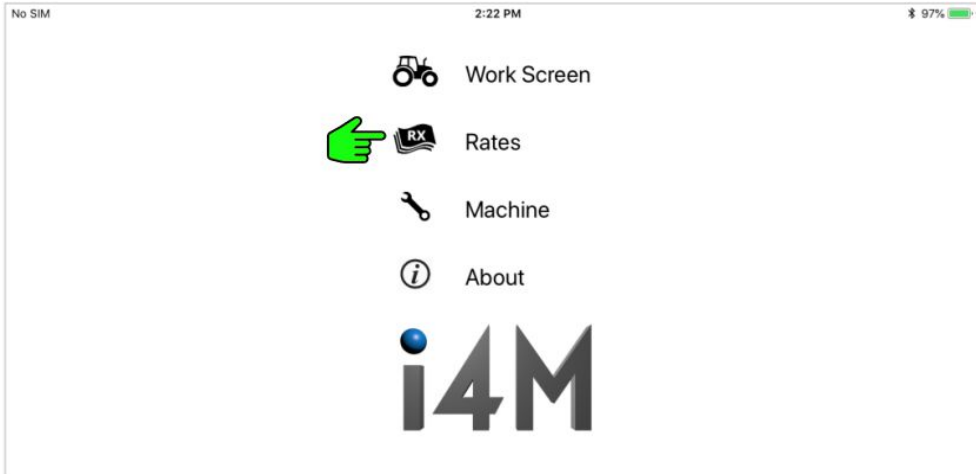 No SIM 2:22 PM 97%
Work Screen
RX Rates
Machine
i About
i4M